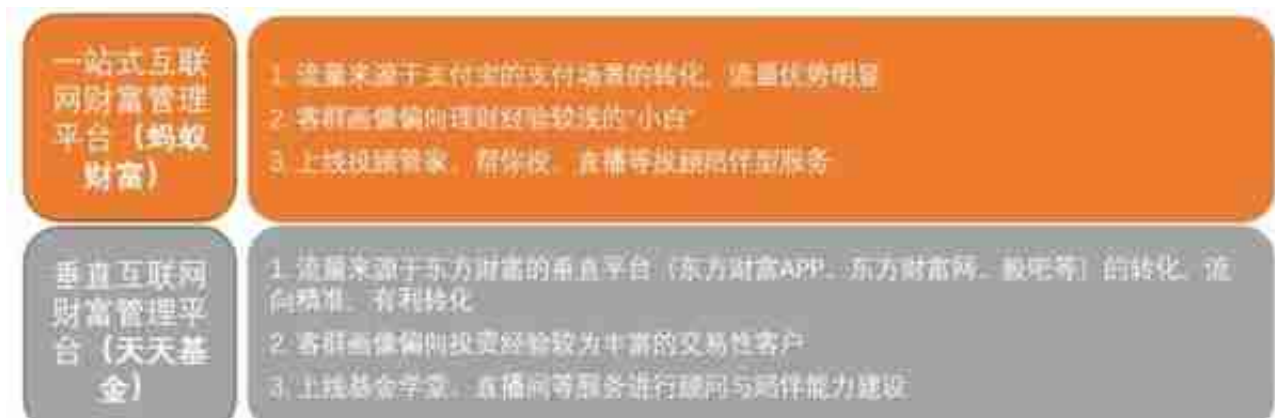 一站式互联
网财富管理
平台（蚂蚁
财富）
1. 流量来源于支付宝的支付场景的转化，流量优势明显
2. 客群画像偏向理财经验较浅的“小白”
3. 上线投顾管家、帮你投、直播等投顾陪伴型服务
垂直互联网
财富管理平
台（天天基
金）
1. 流量来源于东方财富的垂直平台（东方财富APP、东方财富网、股吧等）的转化，流
向精准，有利转化
2. 客群画像偏向投资经验较为丰富的交易性客户
3. 上线基金学堂、直播间等服务进行顾问与陪伴能力建设